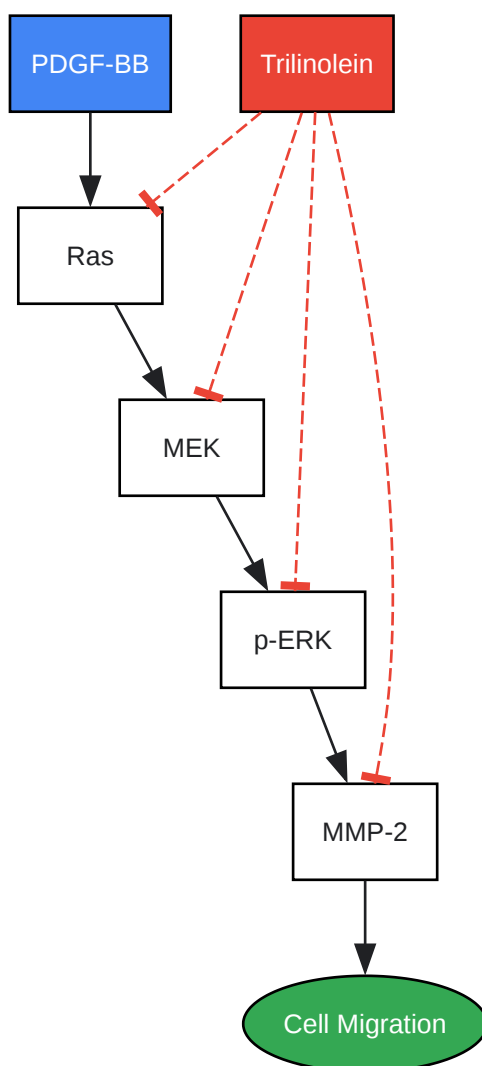 PDGF-BB
Trilinolein
Ras
MEK
p-ERK
MMP-2
Cell Migration